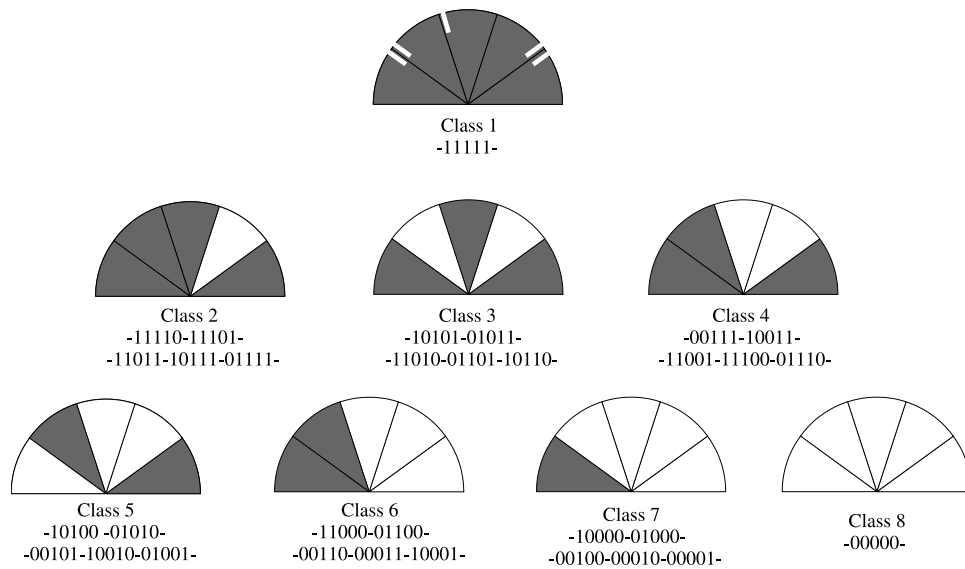 Class 1
-11111-
Class 2
-11110-11101-
-11011-10111-01111-
Class 3
-10101-01011-
-11010-01101-10110-
Class 4
-00111-10011-
-11001-11100-01110-
Class 5
-10100 -01010-
-00101-10010-01001-
Class 6
-11000-01100-
-00110-00011-10001-
Class 7
-10000-01000-
-00100-00010-00001-
Class 8
-00000-